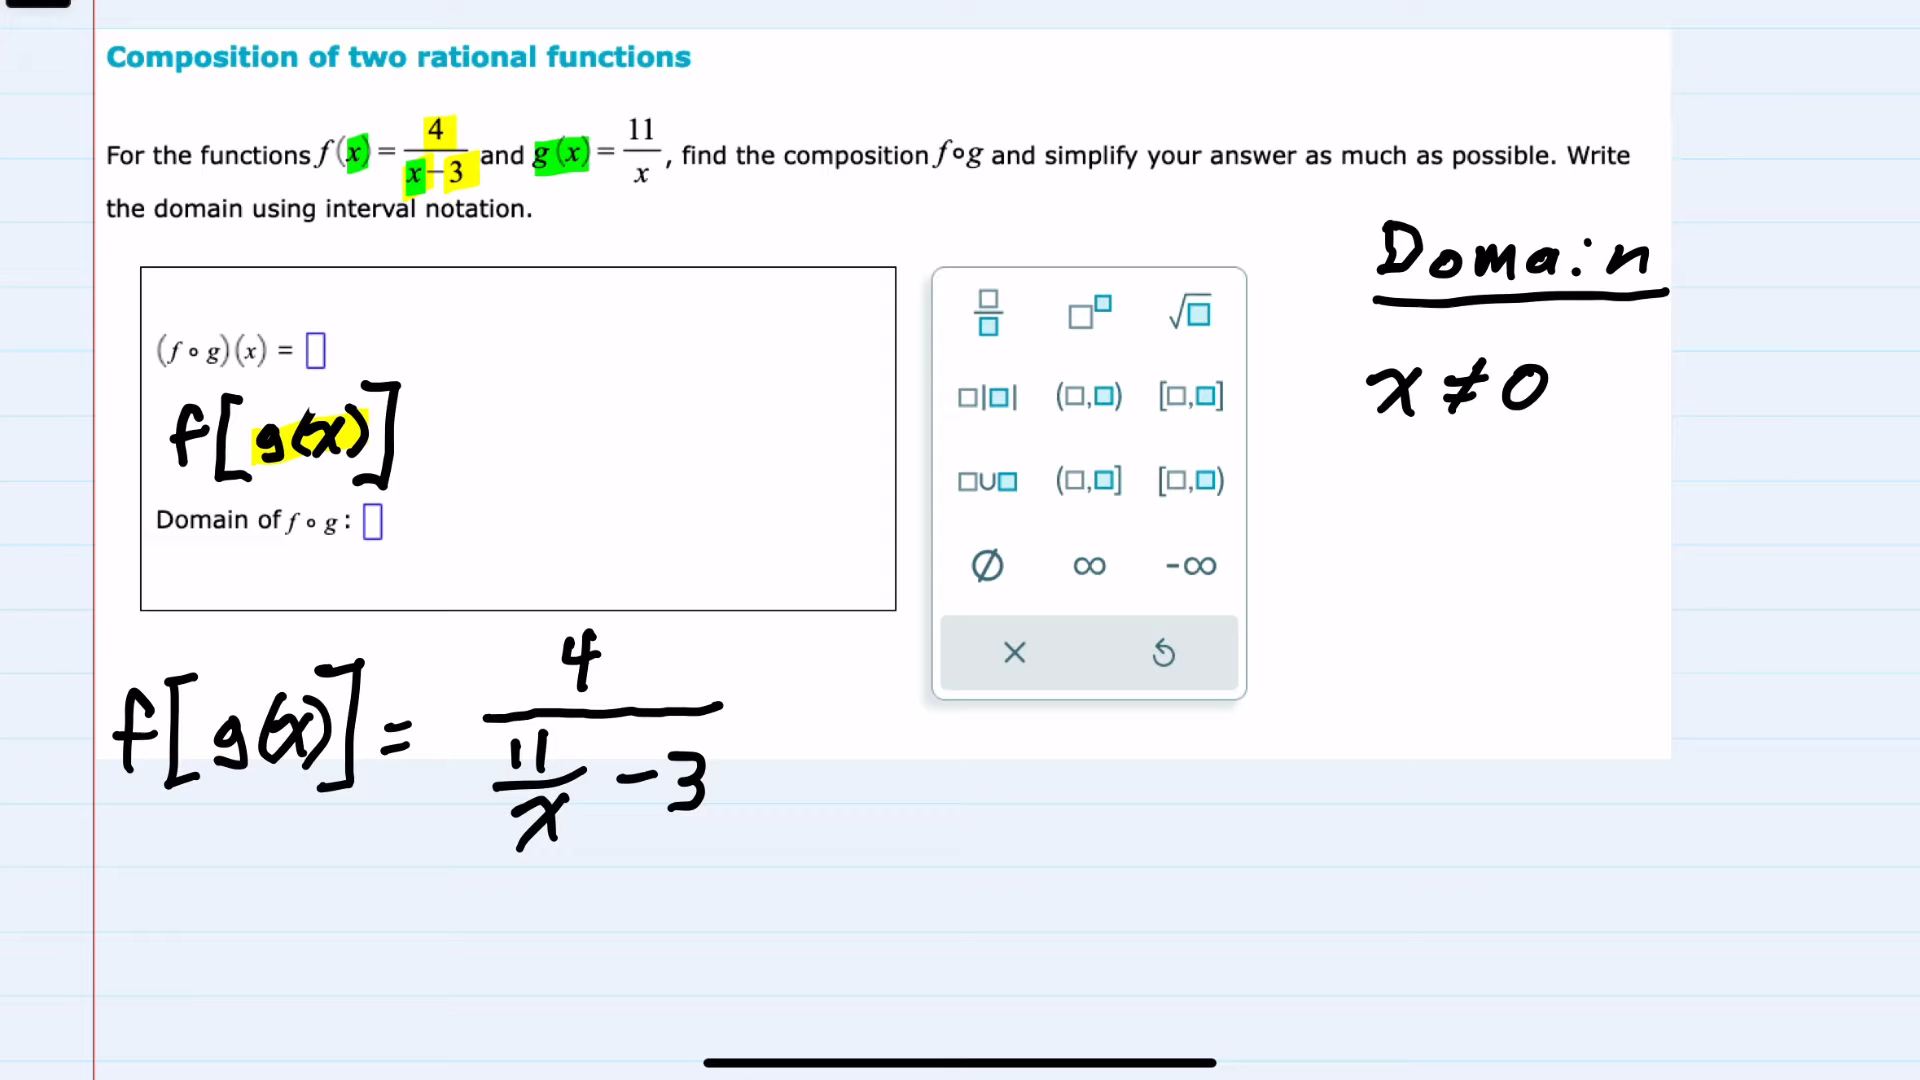 Composition of two rational functions
For the functions f(x) = 4/(x−3) and g(x) = 11/x, find the composition f∘g and simplify your answer as much as possible. Write
the domain using interval notation.
Domain
x ≠ 0
(f ∘ g)(x) = □
f[g(x)]
Domain of f ∘ g : □
□/□ □^□ √□
□|□| (□,□) [□,□]
□∪□ (□,□] [□,□)
∅ ∞ -∞
× ↺
f[g(x)] = 4/(11/x − 3)